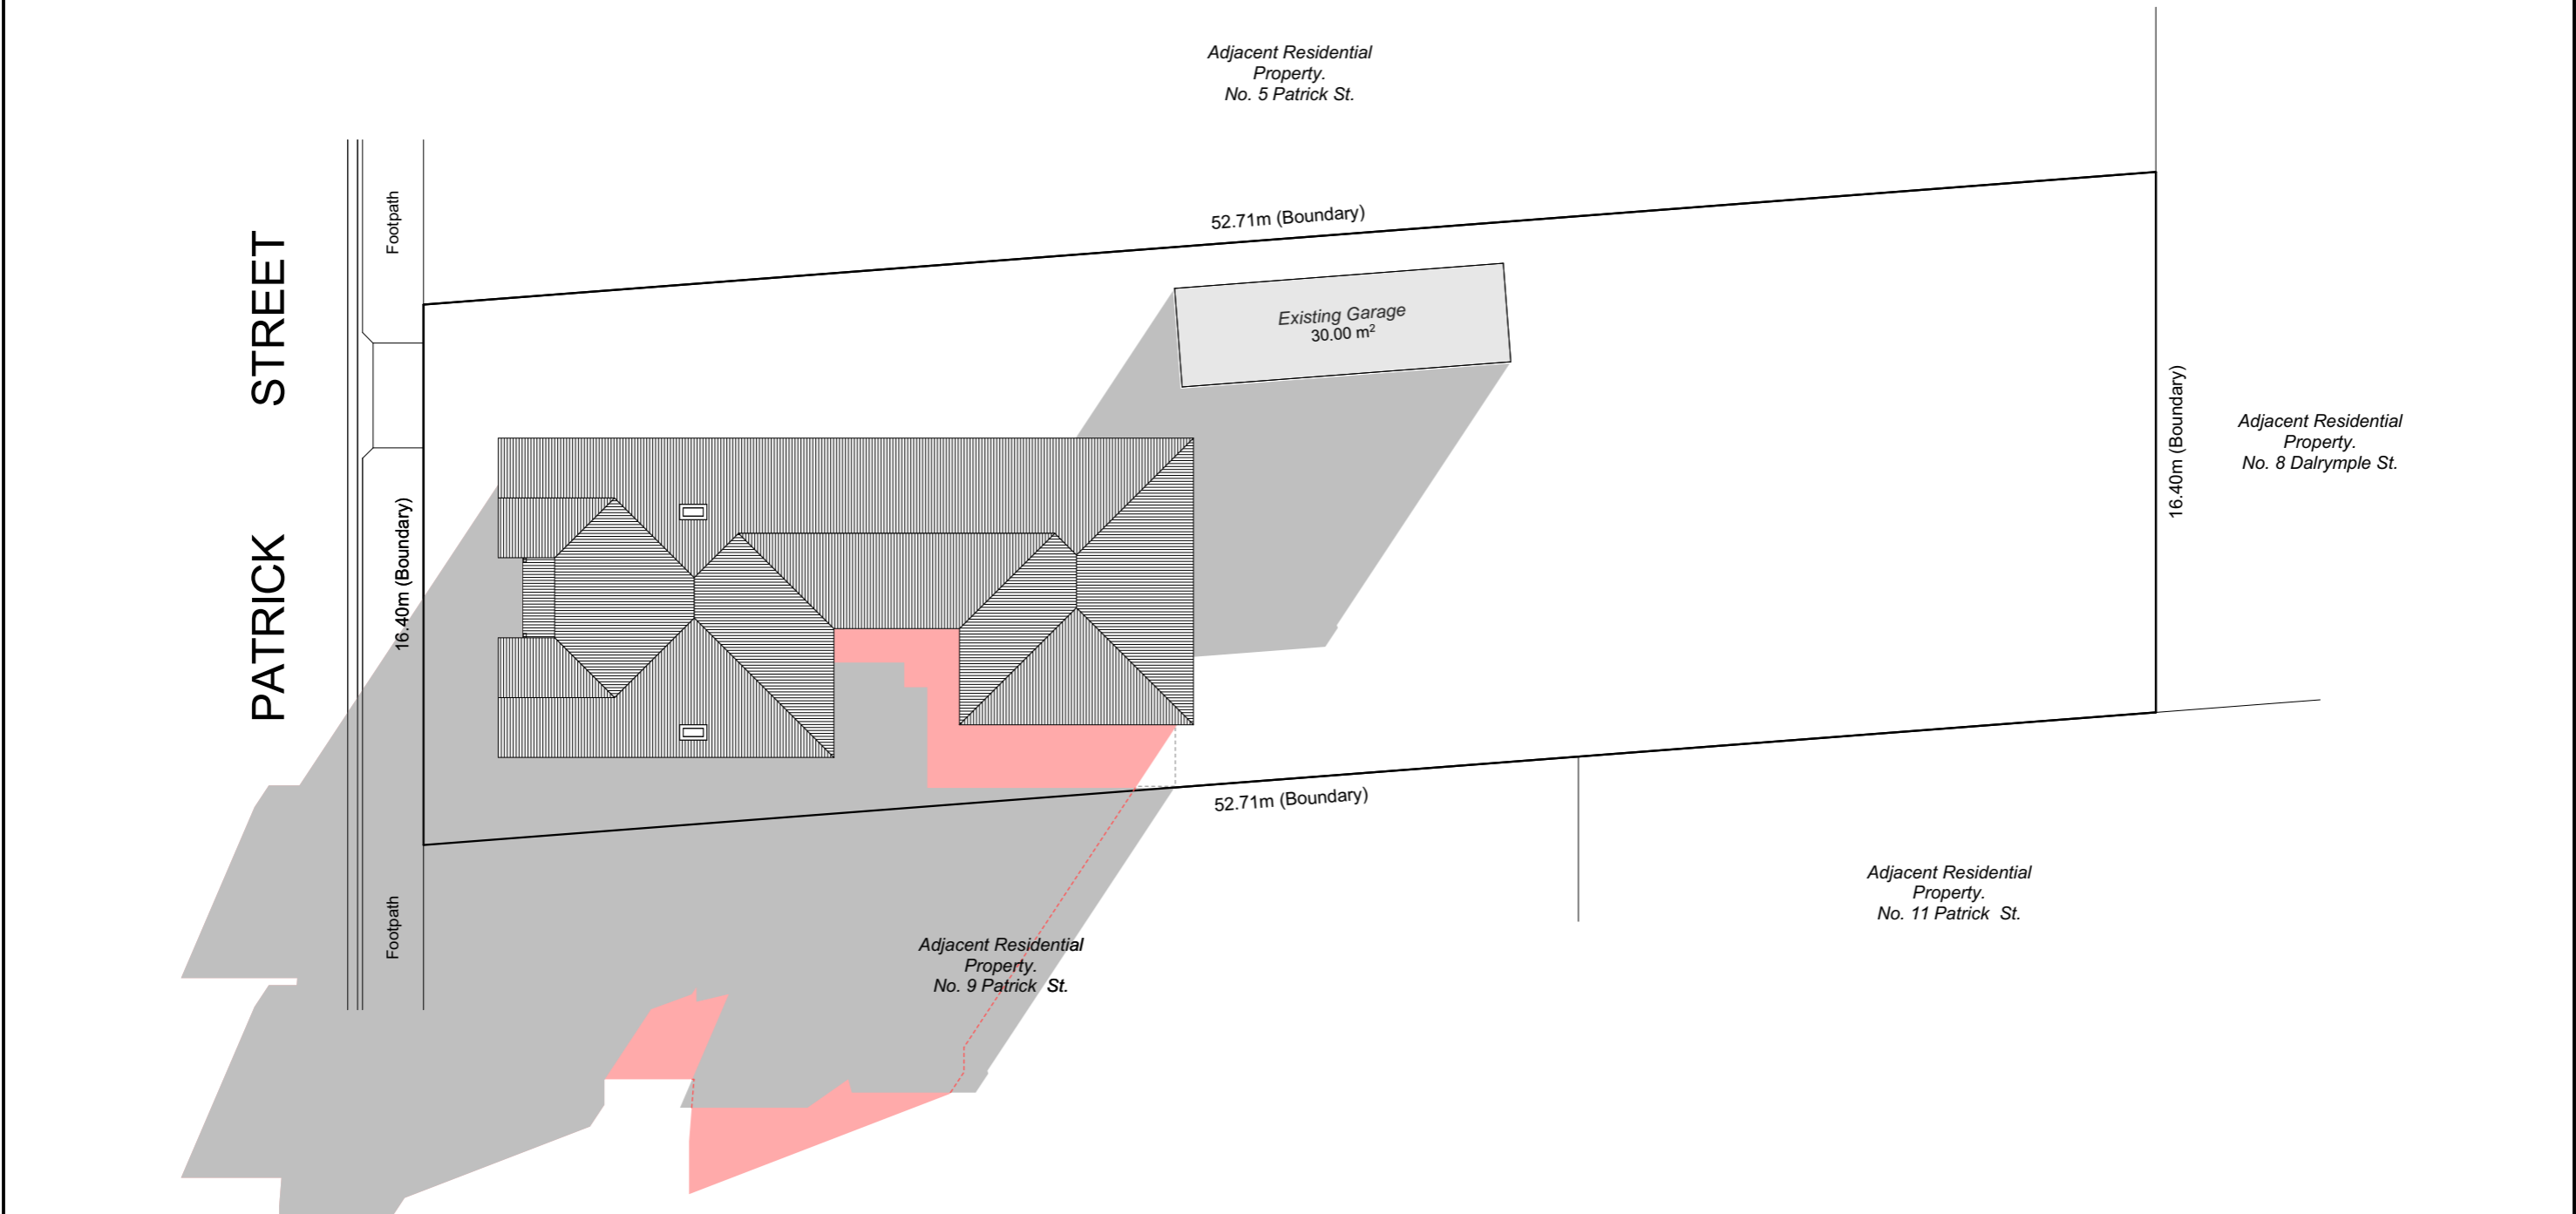 Adjacent Residential
Property.
No. 5 Patrick St.
52.71m (Boundary)
Footpath
PATRICK STREET
Existing Garage
30.00 m²
16.40m (Boundary)
16.40m (Boundary)
Adjacent Residential
Property.
No. 8 Dalrymple St.
52.71m (Boundary)
Footpath
Adjacent Residential
Property.
No. 9 Patrick St.
Adjacent Residential
Property.
No. 11 Patrick St.